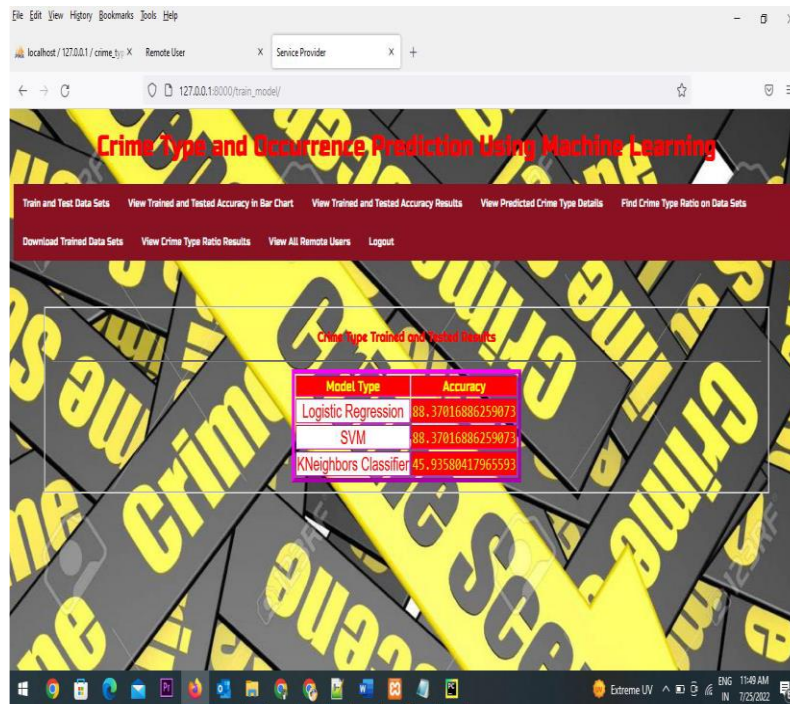 File Edit View History Bookmarks Tools Help
localhost / 127.0.0.1 / crime_typ X Remote User X Service Provider X +
127.0.0.1:8000/train_model/
Crime Type and Occurrence Prediction Using Machine Learning
Train and Test Data Sets View Trained and Tested Accuracy in Bar Chart View Trained and Tested Accuracy Results View Predicted Crime Type Details Find Crime Type Ratio on Data Sets
Download Trained Data Sets View Crime Type Ratio Results View All Remote Users Logout
Crime Type Trained and Tested Results
Model Type Accuracy
Logistic Regression 88.37016886259073
SVM 88.37016886259073
KNeighbors Classifier 45.93580417965593
Extreme UV ENG 11:49 AM
IN 7/25/2022